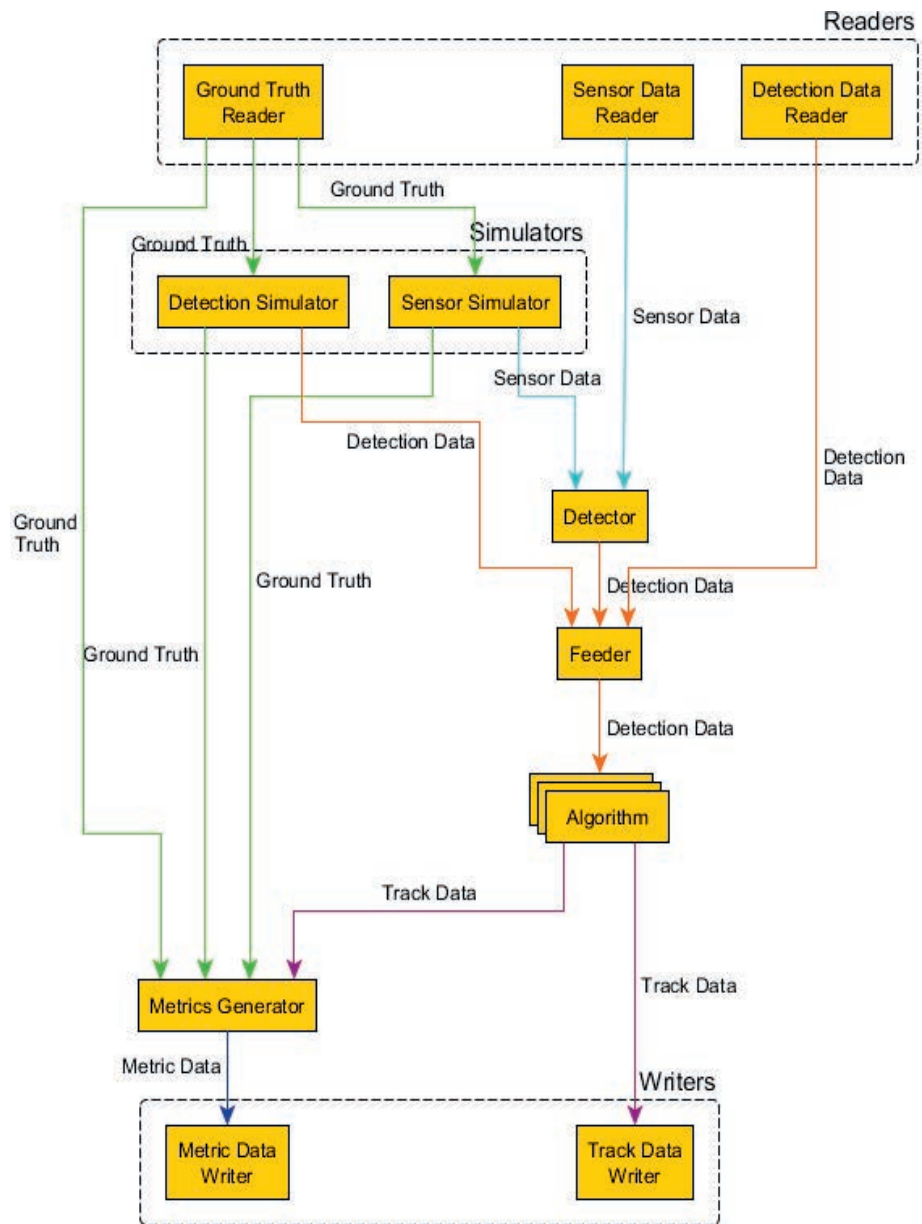 Readers
Ground Truth
Reader
Sensor Data
Reader
Detection Data
Reader
Ground Truth
Ground Truth
Simulators
Detection Simulator
Sensor Simulator
Sensor Data
Sensor Data
Detection Data
Detection
Data
Detector
Ground
Truth
Ground Truth
Detection Data
Ground Truth
Feeder
Detection Data
Algorithm
Track Data
Track Data
Metrics Generator
Metric Data
Writers
Metric Data
Writer
Track Data
Writer